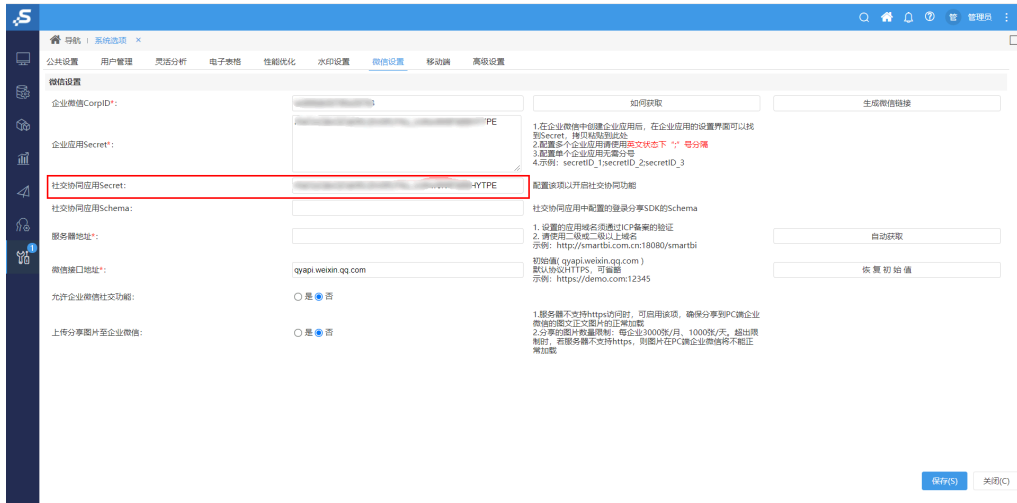 管 管理员
导航 系统选项 ×
公共设置 用户管理 灵活分析 电子表格 性能优化 水印设置 微信设置 移动端 高级设置
微信设置
企业微信CorpID*:
如何获取
生成微信链接
企业应用Secret*:
TPE
1.在企业微信中创建企业应用后，在企业应用的设置界面可以找
到Secret，拷贝粘贴到此处
2.配置多个企业应用请使用英文状态下 ";" 号分隔
3.配置单个企业应用无需分号
4.示例：secretID_1;secretID_2;secretID_3
社交协同应用Secret:
HYTPE
配置该项以开启社交协同功能
社交协同应用Schema:
社交协同应用中配置的登录分享SDK的Schema
服务器地址*:
1. 设置的应用域名须通过ICP备案的验证
2. 请使用二级或二级以上域名
示例：http://smartbi.com.cn:18080/smartbi
自动获取
微信接口地址*:
qyapi.weixin.qq.com
初始值( qyapi.weixin.qq.com )
默认协议HTTPS，可省略
示例：https://demo.com:12345
恢复初始值
允许企业微信社交功能:
是 否
上传分享图片至企业微信:
是 否
1.服务器不支持https访问时，可启用该项，确保分享到PC端企业
微信的图文正文图片的正常加载
2.分享的图片数量限制：每企业3000张/月、1000张/天。超出限
制时，若服务器不支持https，则图片在PC端企业微信将不能正
常加载
1
保存(S) 关闭(C)